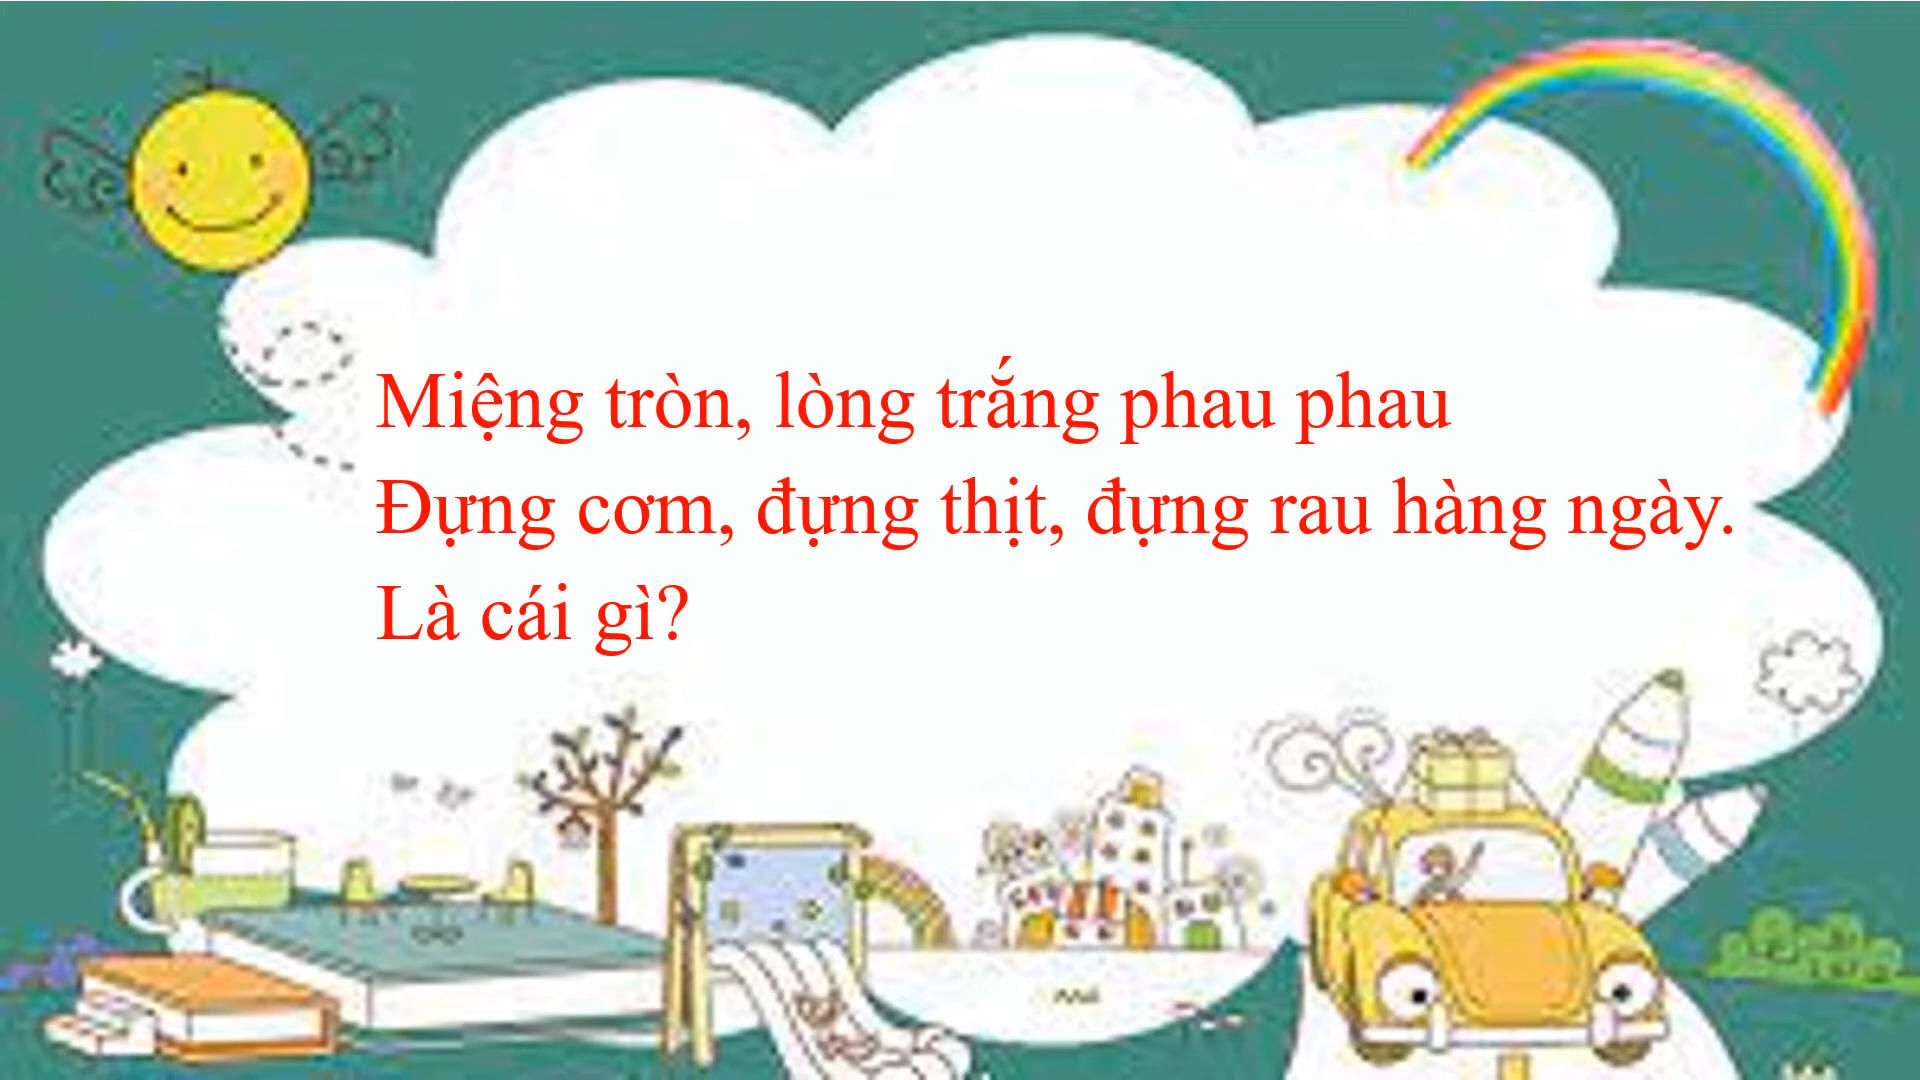 Miệng tròn, lòng trắng phau phau
Đựng cơm, đựng thịt, đựng rau hàng ngày.
Là cái gì?